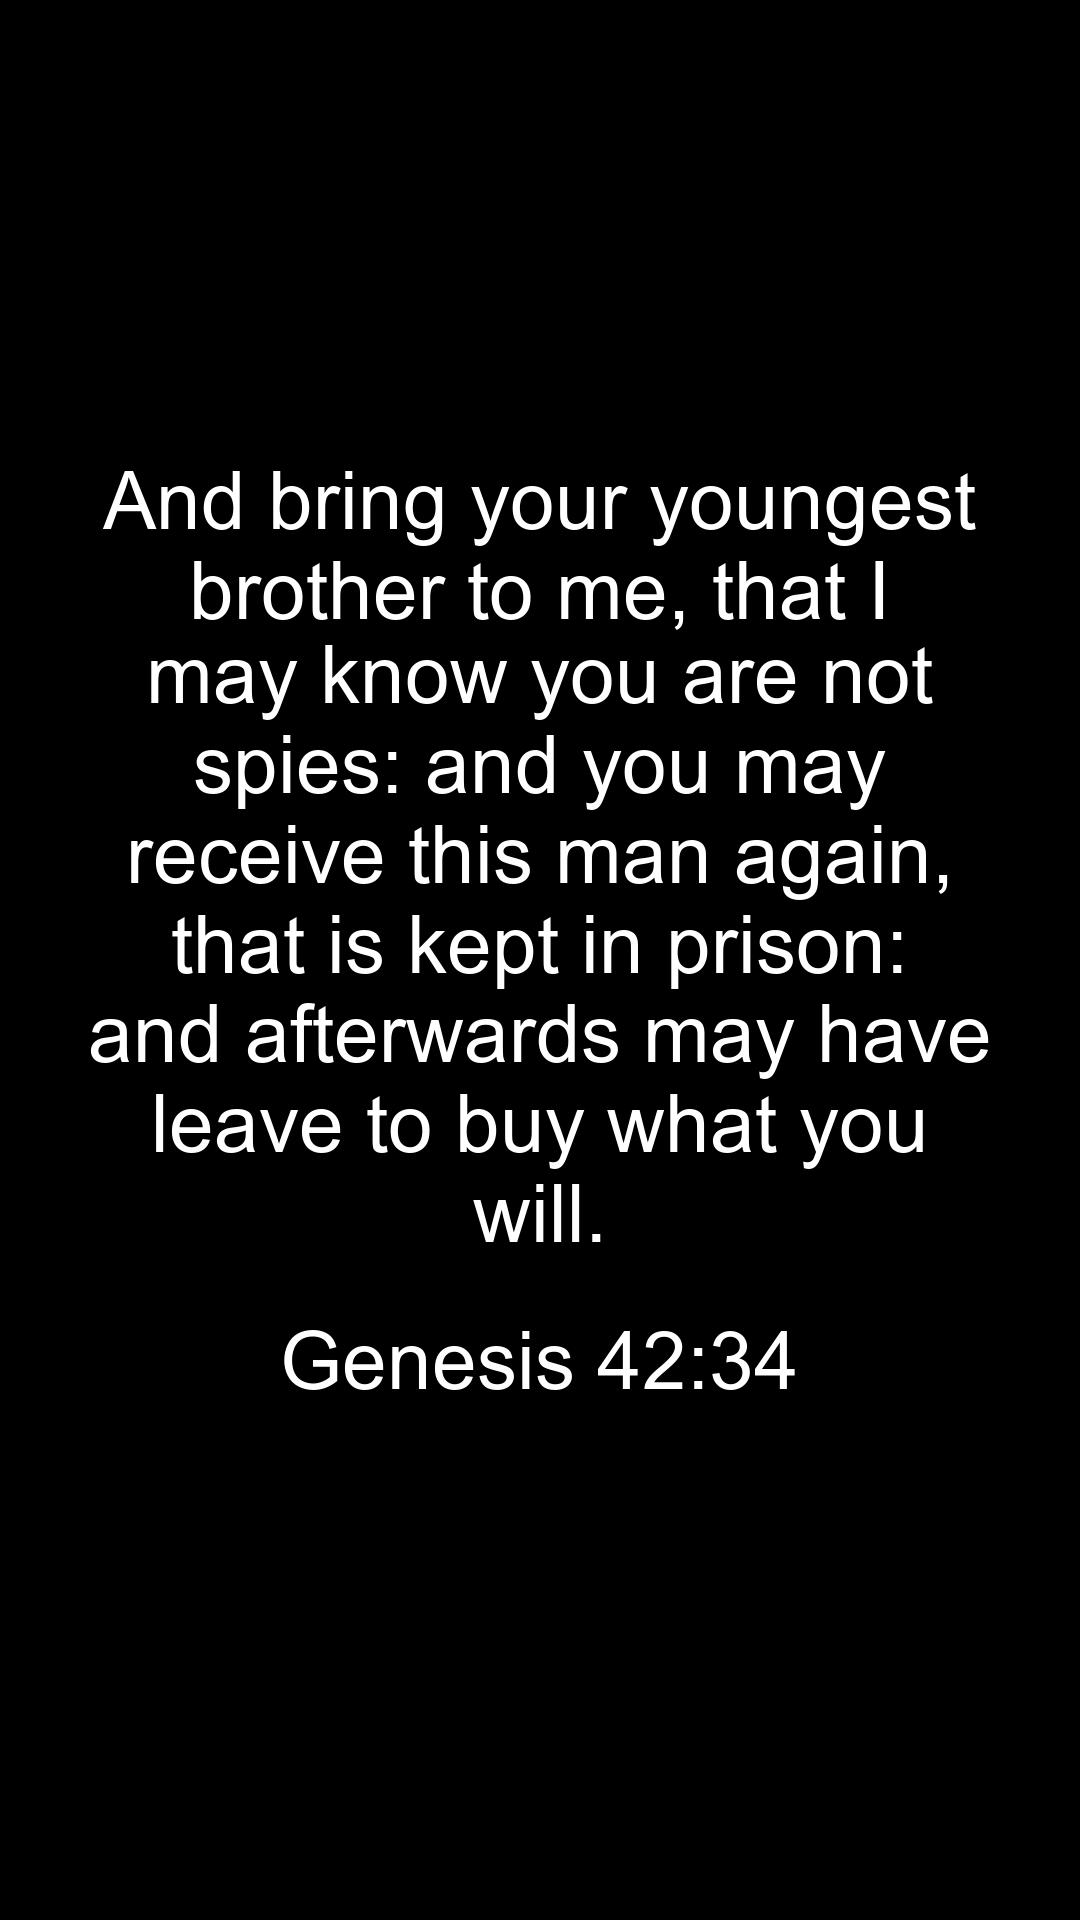 And bring your youngest
brother to me, that I
may know you are not
spies: and you may
receive this man again,
that is kept in prison:
and afterwards may have
leave to buy what you
will.
Genesis 42:34